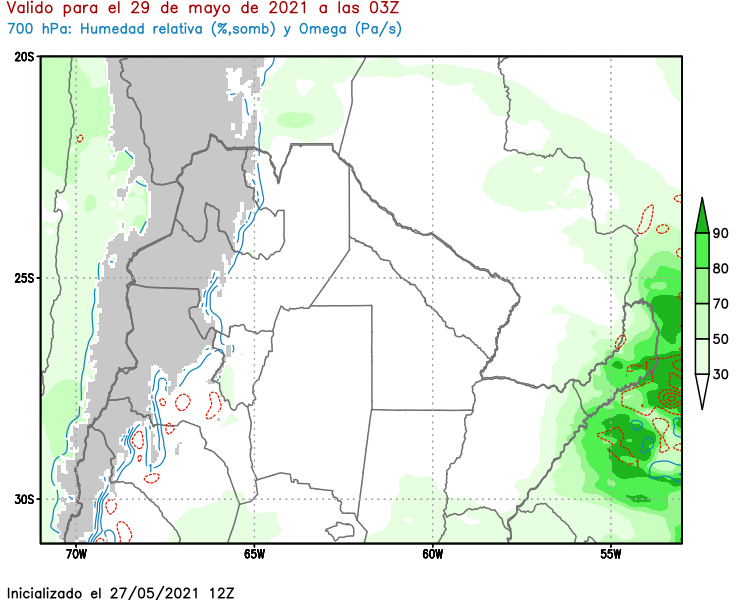 Valido para el 29 de mayo de 2021 a las 03Z
700 hPa: Humedad relativa (%,somb) y Omega (Pa/s)
20S
25S
30S
70W 65W 60W 55W
90
80
70
50
30
Inicializado el 27/05/2021 12Z